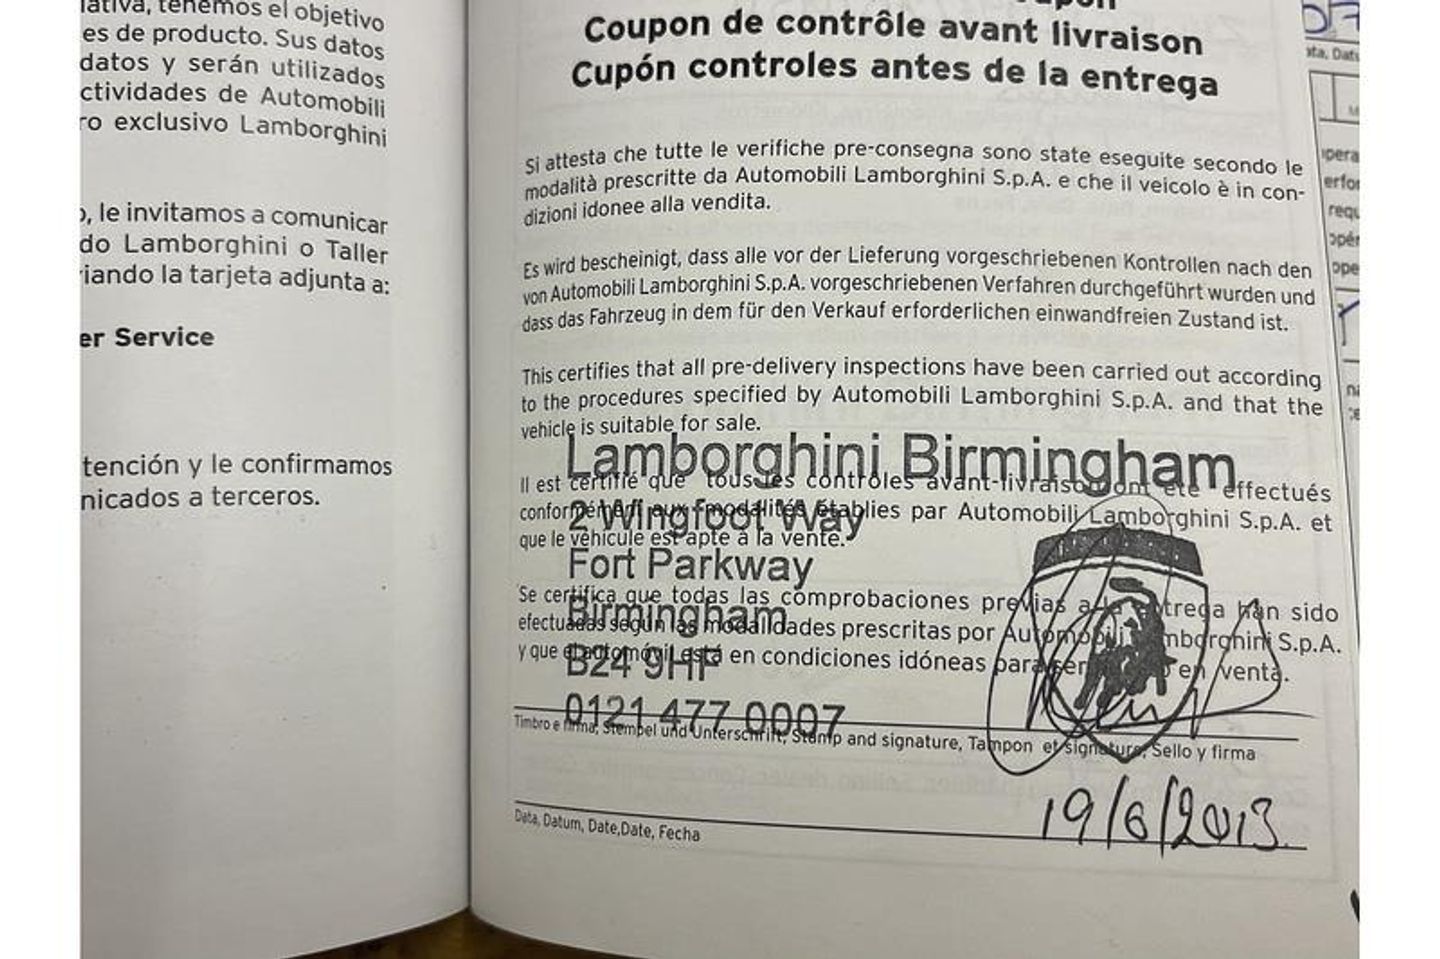 tenemos el objetivo
es de producto. Sus datos
datos y serán utilizados
ctividades de Automobili
ro exclusivo Lamborghini
o, le invitamos a comunicar
do Lamborghini o Taller
iando la tarjeta adjunta a:
er Service
tención y le confirmamos
nicados a terceros.
Coupon de contrôle avant livraison
Cupón controles antes de la entrega
Si attesta che tutte le verifiche pre-consegna sono state eseguite secondo le
modalità prescritte da Automobili Lamborghini S.p.A. e che il veicolo è in con-
dizioni idonee alla vendita.
Es wird bescheinigt, dass alle vor der Lieferung vorgeschriebenen Kontrollen nach den
von Automobili Lamborghini S.p.A. vorgeschriebenen Verfahren durchgeführt wurden und
dass das Fahrzeug in dem für den Verkauf erforderlichen einwandfreien Zustand ist.
This certifies that all pre-delivery inspections have been carried out according
to the procedures specified by Automobili Lamborghini S.p.A. and that the
vehicle is suitable for sale.
Lamborghini Birmingham
Il est certifié que tous les contrôles avant-livraison ont été effectués
conformément aux modalités établies par Automobili Lamborghini S.p.A. et
2 Wingfoot Way
que le véhicule est apte à la vente.
Fort Parkway
Se certifica que todas las comprobaciones previas a la entrega han sido
Birmingham
efectuadas según las modalidades prescritas por Automobili Lamborghini S.p.A.
y que el automóvil está en condiciones idóneas para ser en venta.
B24 9HF
0121 477 0007
Timbro e firma, Stempel und Unterschrift, Stamp and signature, Tampon et signature, Sello y firma
19/6/2013
Data, Datum, Date, Date, Fecha